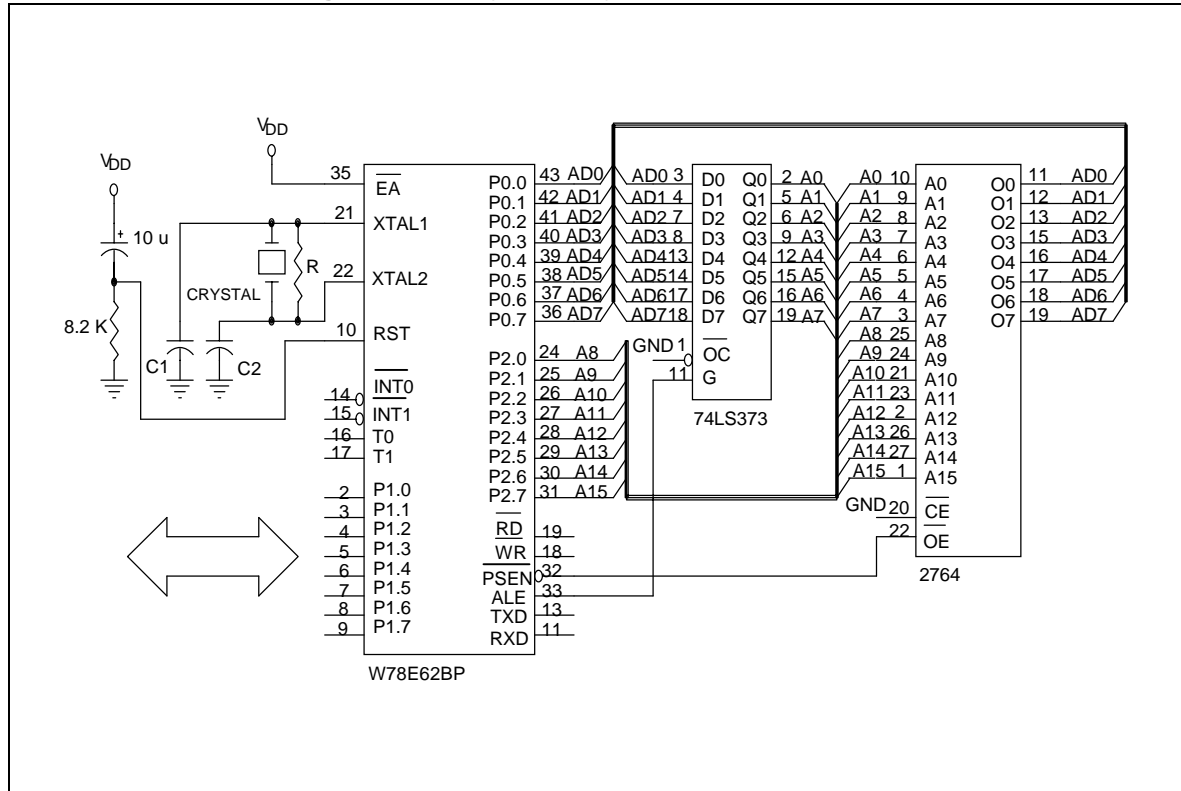 VDD
VDD
10 u
+
8.2 K
C1
C2
CRYSTAL
R
35 EA
21 XTAL1
22 XTAL2
10 RST
14 INT0
15 INT1
16 T0
17 T1
2 P1.0
3 P1.1
4 P1.2
5 P1.3
6 P1.4
7 P1.5
8 P1.6
9 P1.7
P0.0 43 AD0
P0.1 42 AD1
P0.2 41 AD2
P0.3 40 AD3
P0.4 39 AD4
P0.5 38 AD5
P0.6 37 AD6
P0.7 36 AD7
P2.0 24 A8
P2.1 25 A9
P2.2 26 A10
P2.3 27 A11
P2.4 28 A12
P2.5 29 A13
P2.6 30 A14
P2.7 31 A15
RD 19
WR 18
PSEN 32
ALE 33
TXD 13
RXD 11
W78E62BP
AD0 3 D0 Q0 2 A0
AD1 4 D1 Q1 5 A1
AD2 7 D2 Q2 6 A2
AD3 8 D3 Q3 9 A3
AD4 13 D4 Q4 12 A4
AD5 14 D5 Q5 15 A5
AD6 17 D6 Q6 16 A6
AD7 18 D7 Q7 19 A7
GND 1 OC
11 G
74LS373
A0 10 A0 O0 11 AD0
A1 9 A1 O1 12 AD1
A2 8 A2 O2 13 AD2
A3 7 A3 O3 15 AD3
A4 6 A4 O4 16 AD4
A5 5 A5 O5 17 AD5
A6 4 A6 O6 18 AD6
A7 3 A7 O7 19 AD7
A8 25 A8
A9 24 A9
A10 21 A10
A11 23 A11
A12 2 A12
A13 26 A13
A14 27 A14
A15 1 A15
GND 20 CE
22 OE
2764